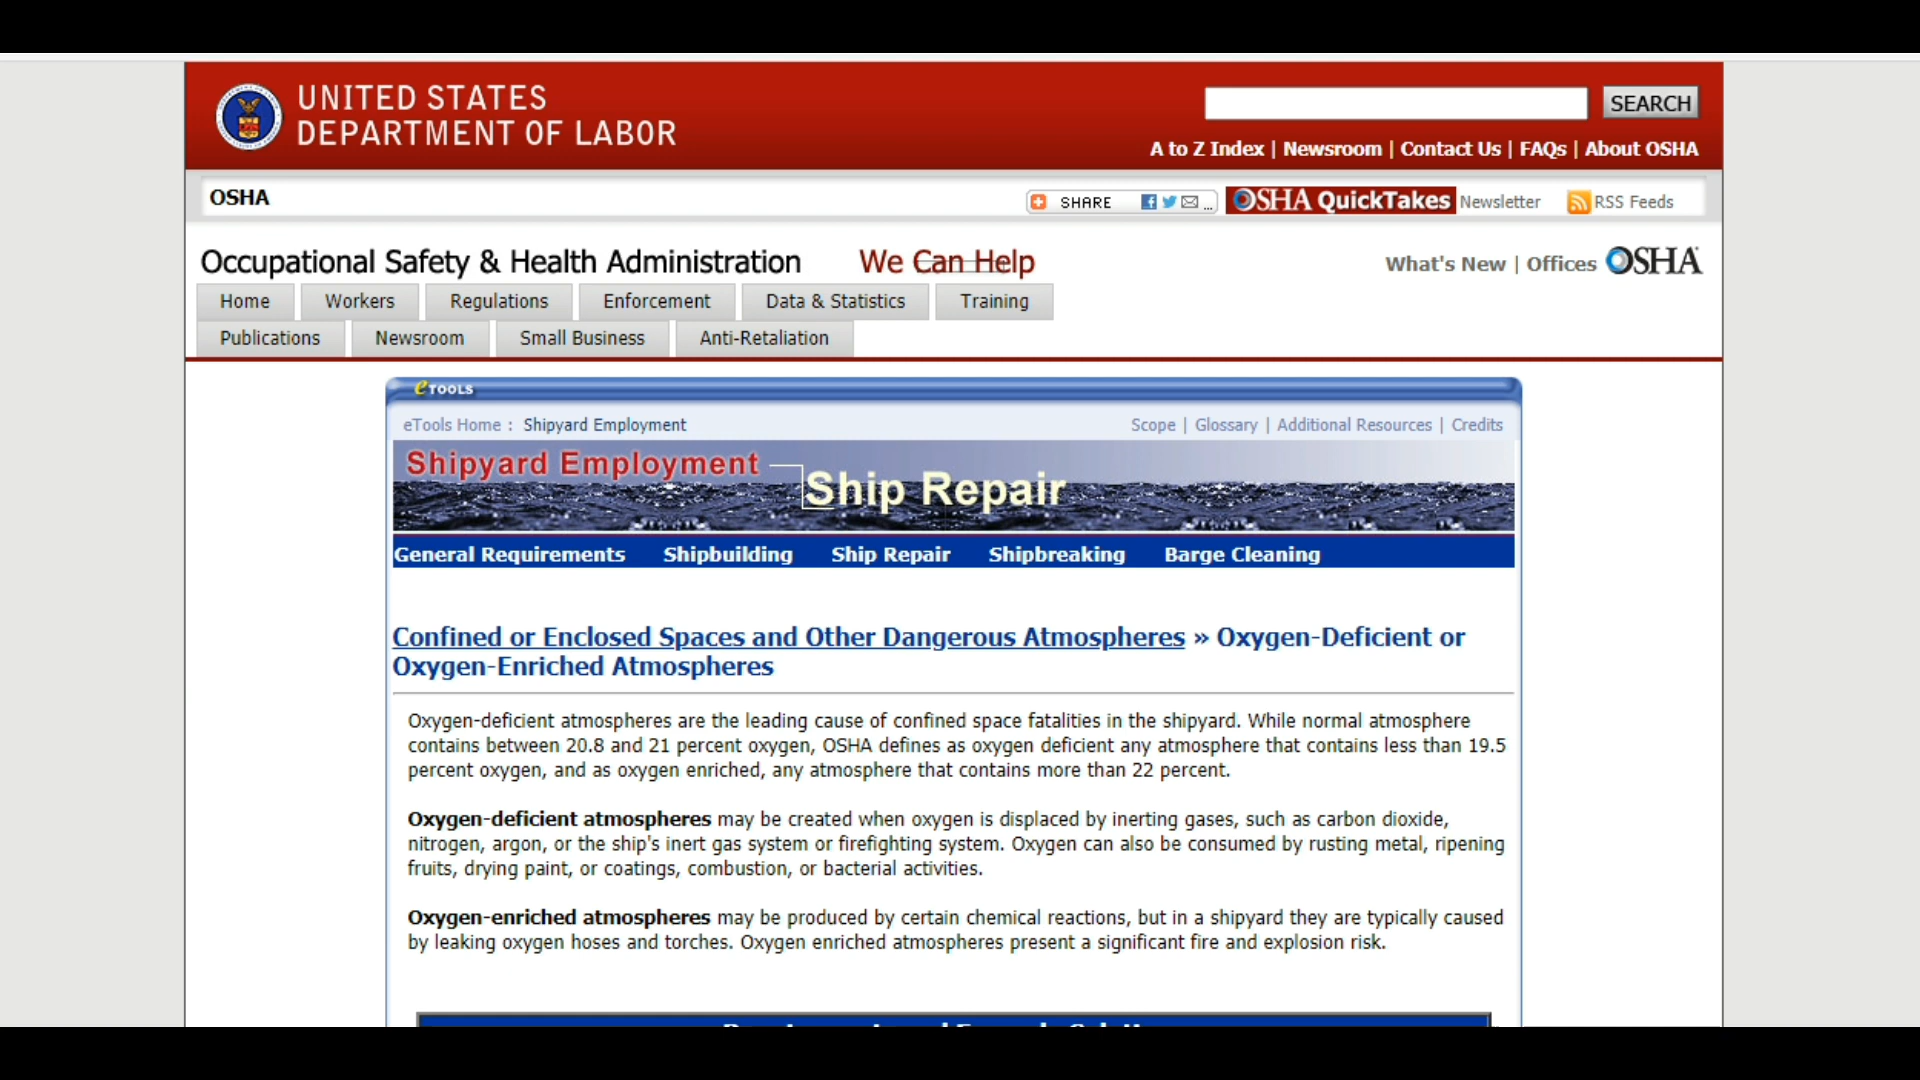 UNITED STATES
DEPARTMENT OF LABOR
SEARCH
A to Z Index | Newsroom | Contact Us | FAQs | About OSHA
OSHA
SHARE ...
OSHA QuickTakes Newsletter RSS Feeds
Occupational Safety & Health Administration We Can Help
What's New | Offices OSHA
Home Workers Regulations Enforcement Data & Statistics Training
Publications Newsroom Small Business Anti-Retaliation
eTOOLS
eTools Home : Shipyard Employment
Scope | Glossary | Additional Resources | Credits
Shipyard Employment
Ship Repair
General Requirements Shipbuilding Ship Repair Shipbreaking Barge Cleaning
Confined or Enclosed Spaces and Other Dangerous Atmospheres » Oxygen-Deficient or
Oxygen-Enriched Atmospheres
Oxygen-deficient atmospheres are the leading cause of confined space fatalities in the shipyard. While normal atmosphere
contains between 20.8 and 21 percent oxygen, OSHA defines as oxygen deficient any atmosphere that contains less than 19.5
percent oxygen, and as oxygen enriched, any atmosphere that contains more than 22 percent.
Oxygen-deficient atmospheres may be created when oxygen is displaced by inerting gases, such as carbon dioxide,
nitrogen, argon, or the ship's inert gas system or firefighting system. Oxygen can also be consumed by rusting metal, ripening
fruits, drying paint, or coatings, combustion, or bacterial activities.
Oxygen-enriched atmospheres may be produced by certain chemical reactions, but in a shipyard they are typically caused
by leaking oxygen hoses and torches. Oxygen enriched atmospheres present a significant fire and explosion risk.